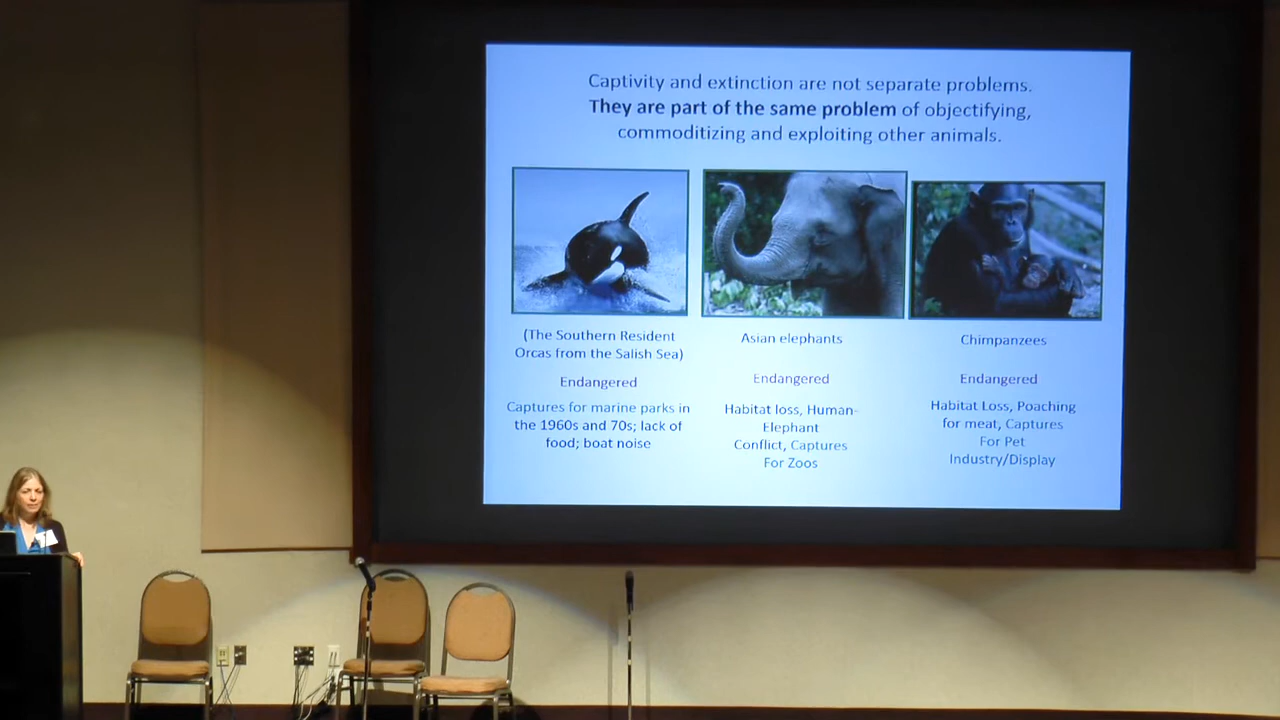 Captivity and extinction are not separate problems.
They are part of the same problem of objectifying,
commoditizing and exploiting other animals.
(The Southern Resident
Orcas from the Salish Sea)
Endangered
Captures for marine parks in
the 1960s and 70s; lack of
food; boat noise
Asian elephants
Endangered
Habitat loss, Human-
Elephant
Conflict, Captures
For Zoos
Chimpanzees
Endangered
Habitat Loss, Poaching
for meat, Captures
For Pet
Industry/Display